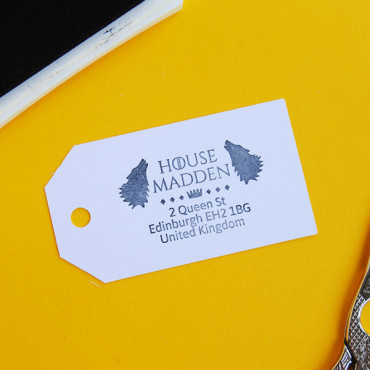 HOUSE
MADDEN
2 Queen St
Edinburgh EH2 1BG
United Kingdom